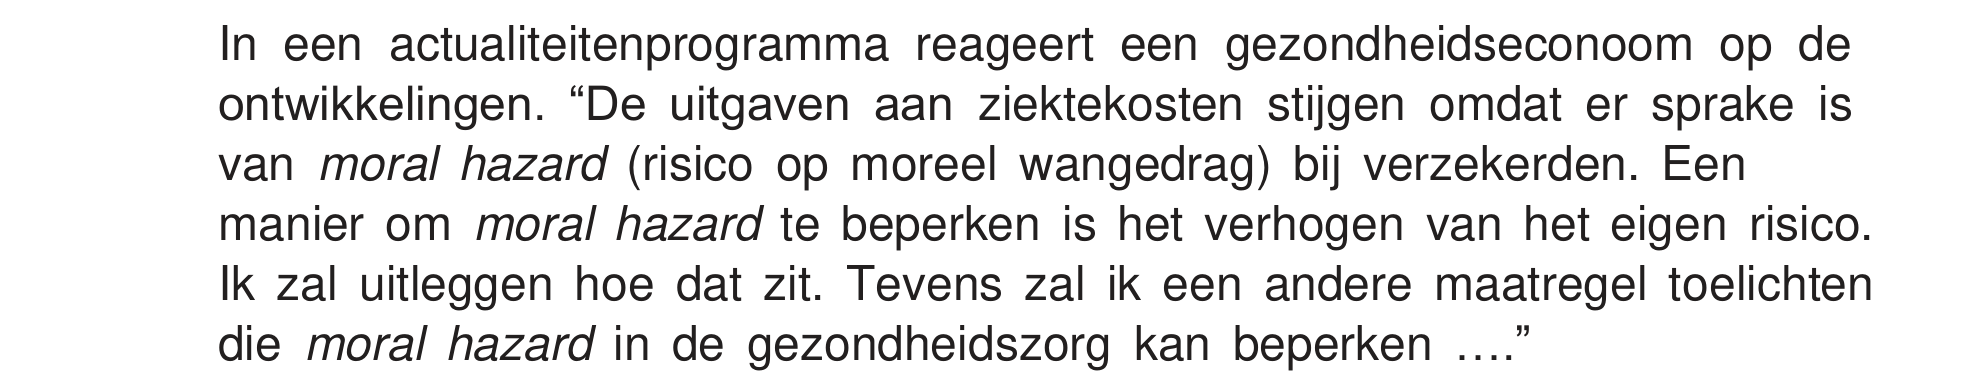 In een actualiteitenprogramma reageert een gezondheidseconoom op de
ontwikkelingen. “De uitgaven aan ziektekosten stijgen omdat er sprake is
van moral hazard (risico op moreel wangedrag) bij verzekerden. Een
manier om moral hazard te beperken is het verhogen van het eigen risico.
Ik zal uitleggen hoe dat zit. Tevens zal ik een andere maatregel toelichten
die moral hazard in de gezondheidszorg kan beperken ….”